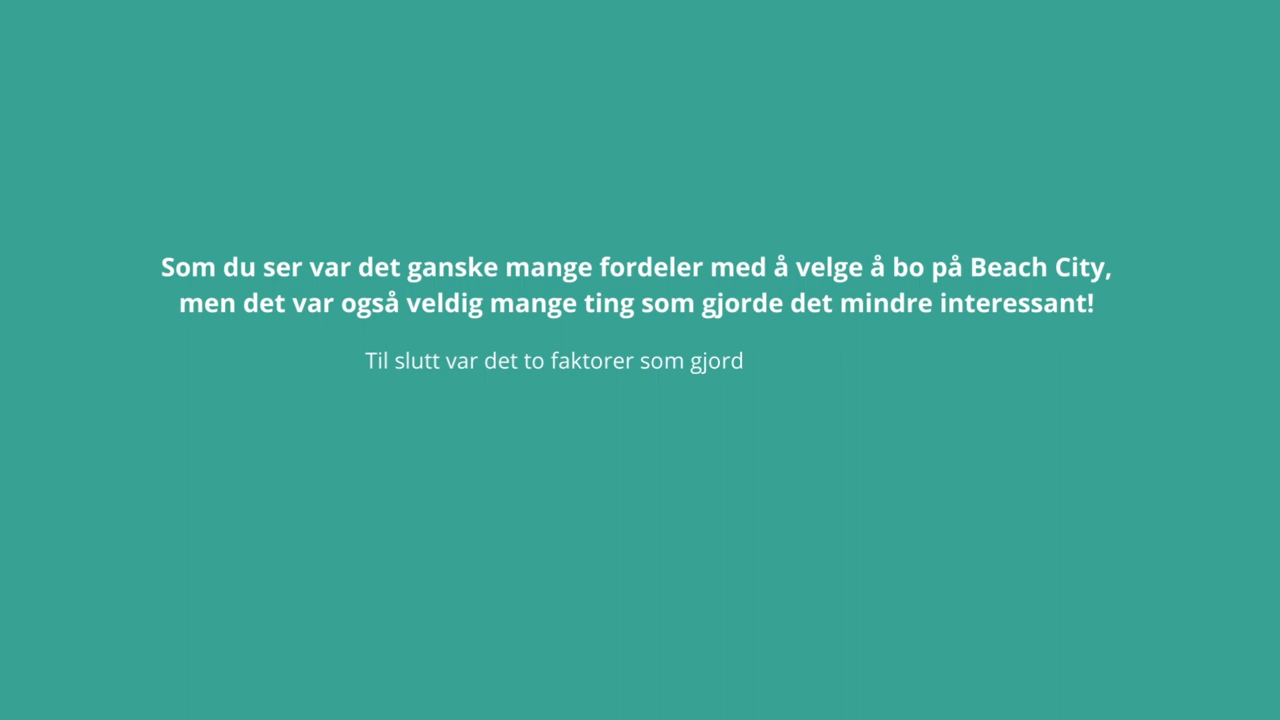 Som du ser var det ganske mange fordeler med å velge å bo på Beach City,
men det var også veldig mange ting som gjorde det mindre interessant!
Til slutt var det to faktorer som gjord